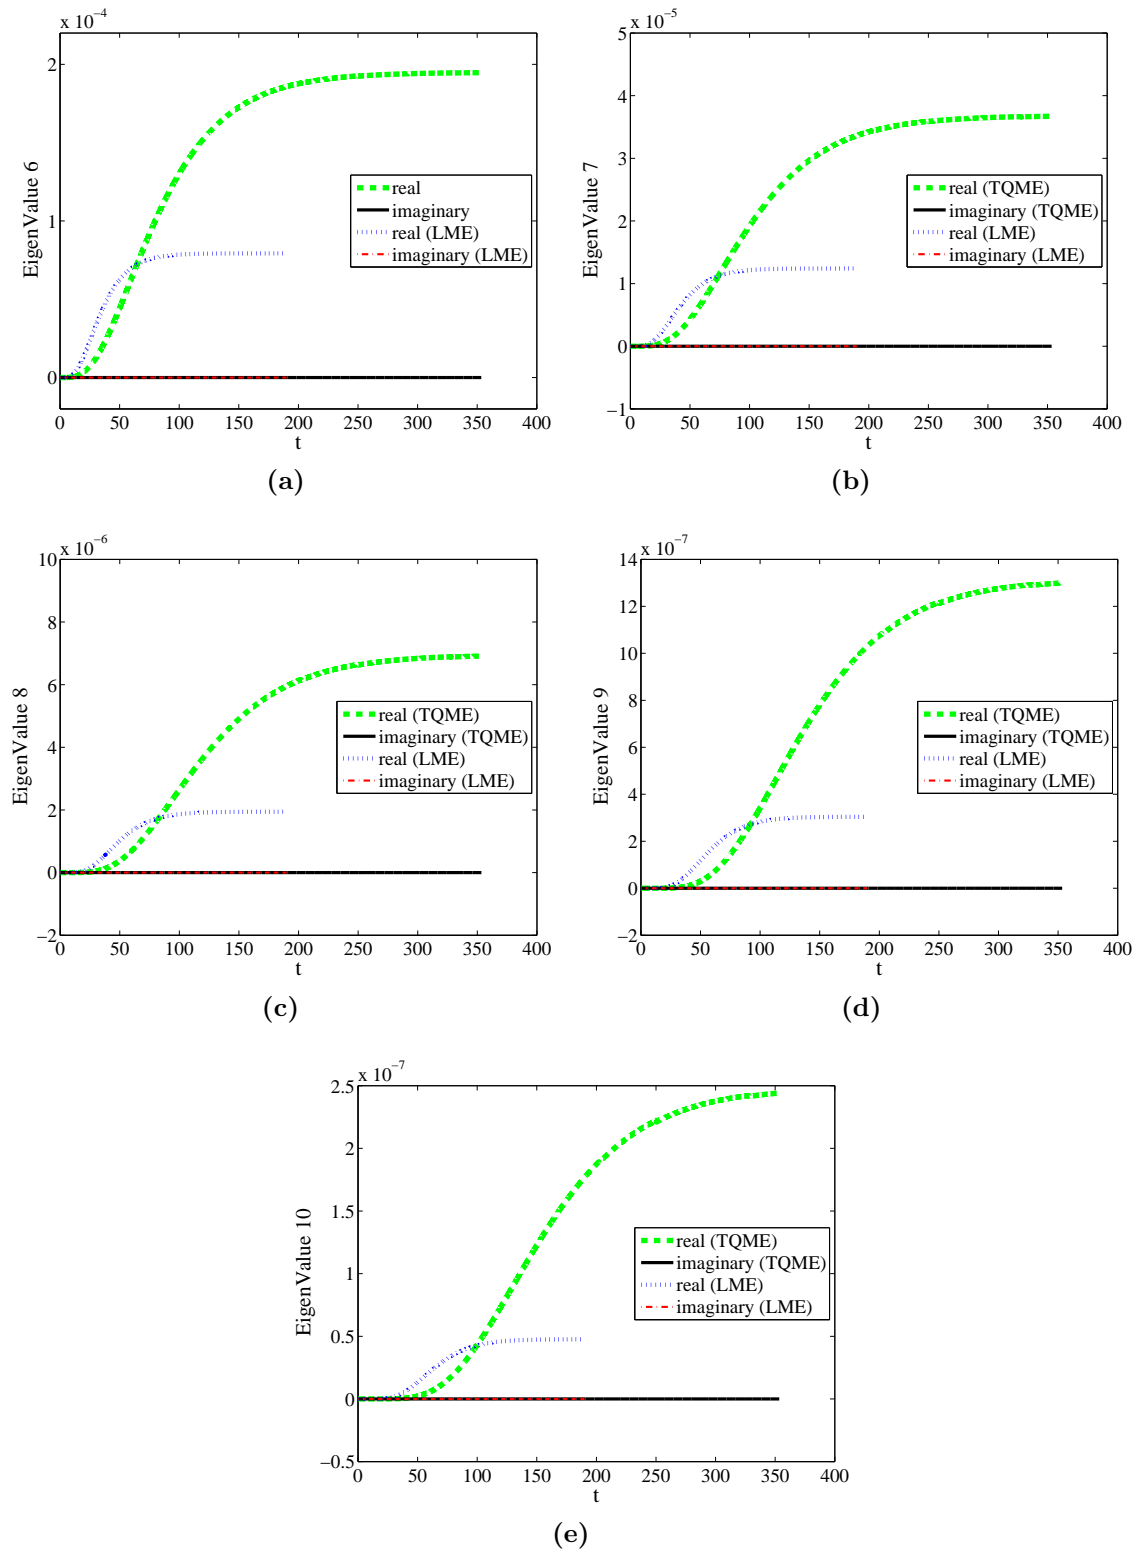 x 10⁻⁴
2
1
0
EigenValue 6
real
imaginary
real (LME)
imaginary (LME)
0 50 100 150 200 250 300 350 400
t
(a)
x 10⁻⁵
5
4
3
2
1
0
−1
EigenValue 7
real (TQME)
imaginary (TQME)
real (LME)
imaginary (LME)
0 50 100 150 200 250 300 350 400
t
(b)
x 10⁻⁶
10
8
6
4
2
0
−2
EigenValue 8
real (TQME)
imaginary (TQME)
real (LME)
imaginary (LME)
0 50 100 150 200 250 300 350 400
t
(c)
x 10⁻⁷
14
12
10
8
6
4
2
0
−2
EigenValue 9
real (TQME)
imaginary (TQME)
real (LME)
imaginary (LME)
0 50 100 150 200 250 300 350 400
t
(d)
x 10⁻⁷
2.5
2
1.5
1
0.5
0
−0.5
EigenValue 10
real (TQME)
imaginary (TQME)
real (LME)
imaginary (LME)
0 50 100 150 200 250 300 350 400
t
(e)